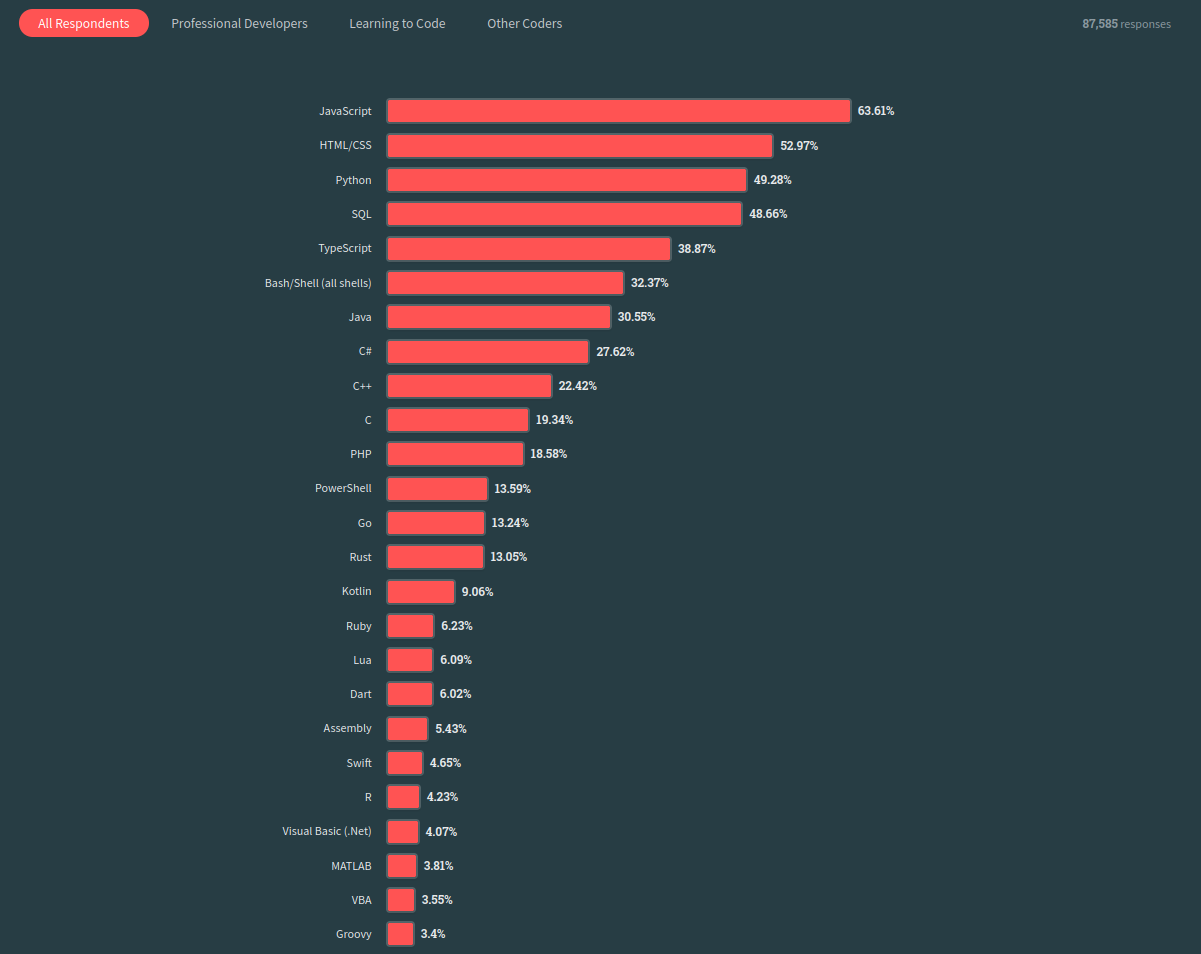 All Respondents Professional Developers Learning to Code Other Coders 87,585 responses
JavaScript 63.61%
HTML/CSS 52.97%
Python 49.28%
SQL 48.66%
TypeScript 38.87%
Bash/Shell (all shells) 32.37%
Java 30.55%
C# 27.62%
C++ 22.42%
C 19.34%
PHP 18.58%
PowerShell 13.59%
Go 13.24%
Rust 13.05%
Kotlin 9.06%
Ruby 6.23%
Lua 6.09%
Dart 6.02%
Assembly 5.43%
Swift 4.65%
R 4.23%
Visual Basic (.Net) 4.07%
MATLAB 3.81%
VBA 3.55%
Groovy 3.4%